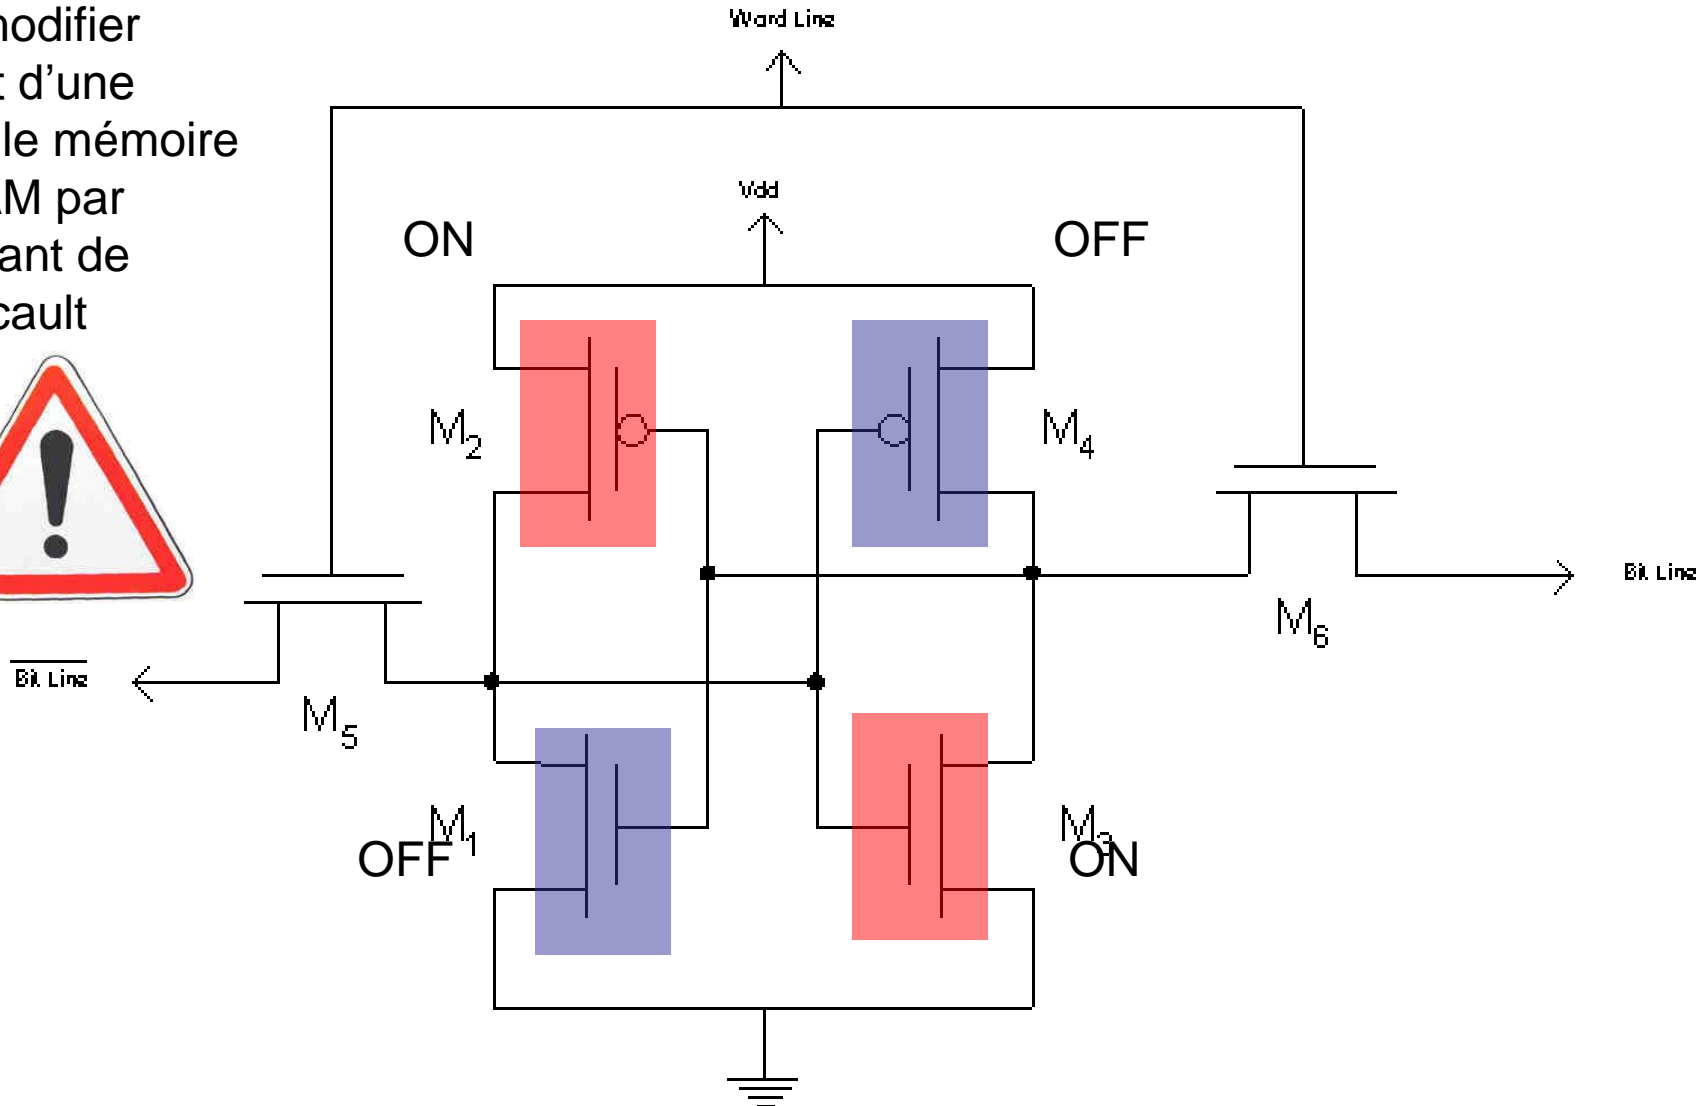 nodifier
t d'une
le mémoire
AM par
ant de
cault
Word Line
Vdd
ON
OFF
M2
M4
Bit Line
M6
Bit Line
M5
M1
OFF
M3
ON